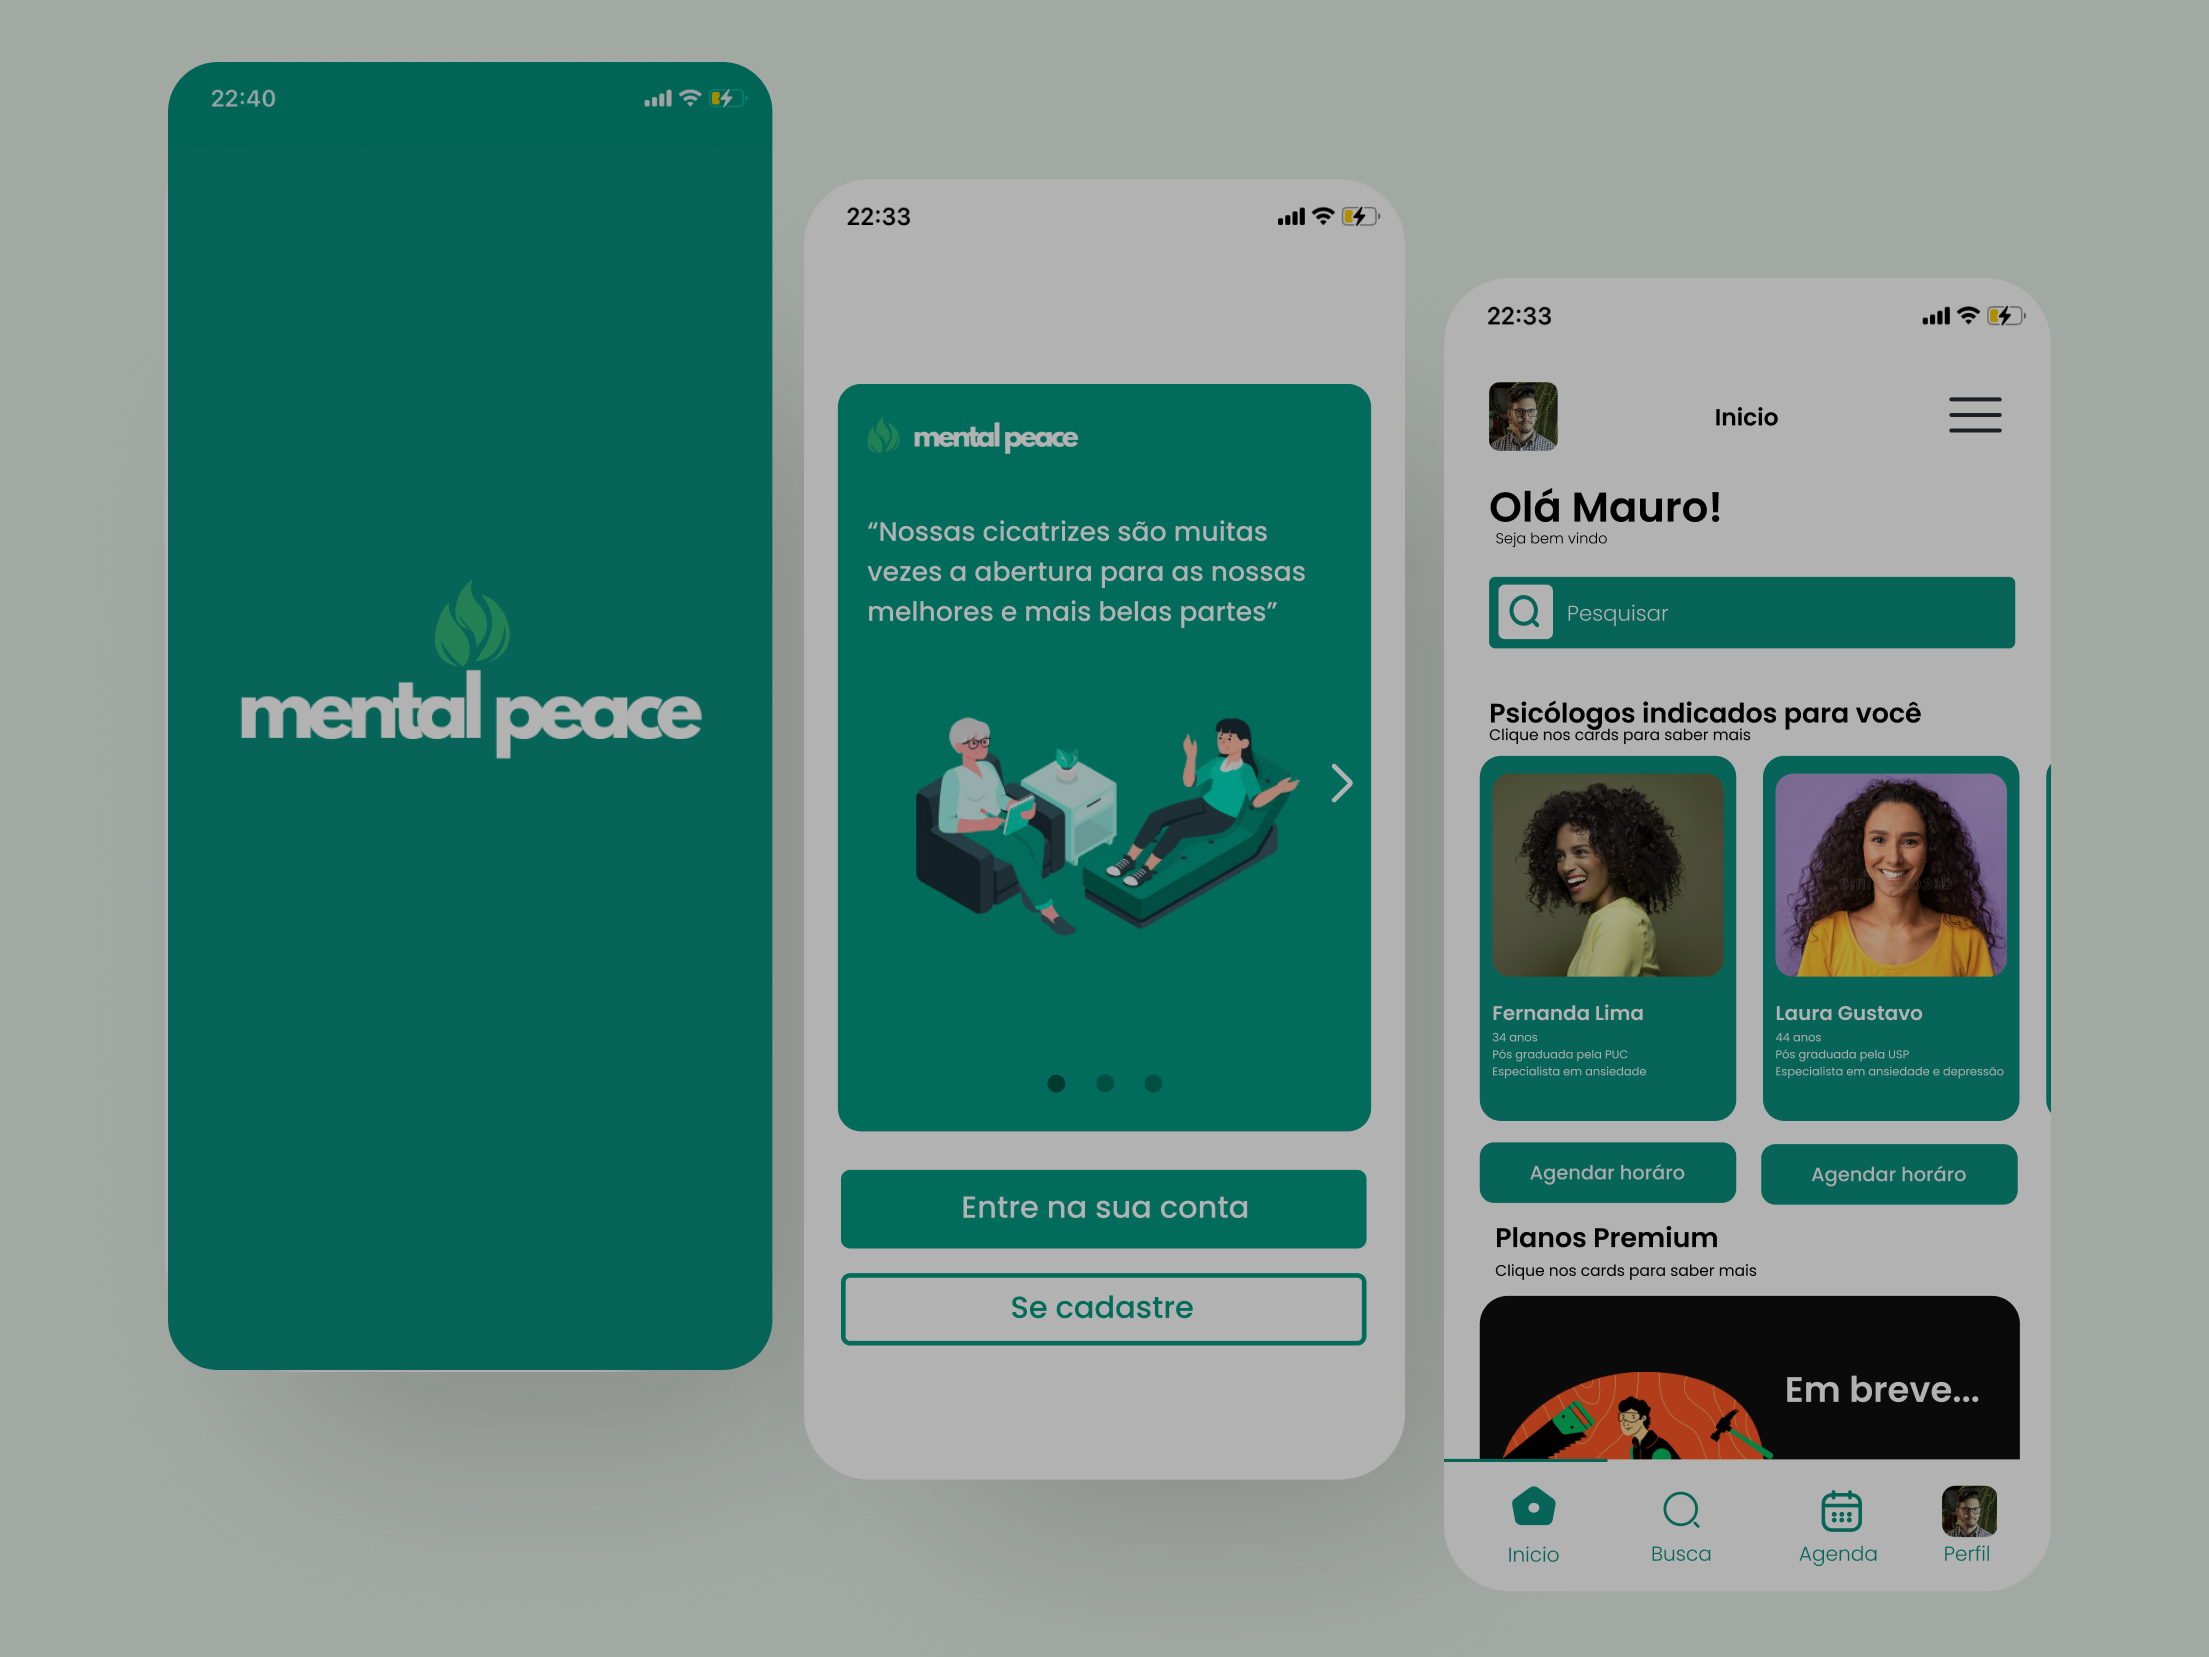 22:40
mental peace
22:33
mental peace
“Nossas cicatrizes são muitas
vezes a abertura para as nossas
melhores e mais belas partes”
Entre na sua conta
Se cadastre
22:33
Inicio
Olá Mauro!
Seja bem vindo
Pesquisar
Psicólogos indicados para você
Clique nos cards para saber mais
Fernanda Lima
34 anos
Pós graduada pela PUC
Especialista em ansiedade
Laura Gustavo
44 anos
Pós graduada pela USP
Especialista em ansiedade e depressão
Agendar horáro
Agendar horáro
Planos Premium
Clique nos cards para saber mais
Em breve...
Inicio
Busca
Agenda
Perfil